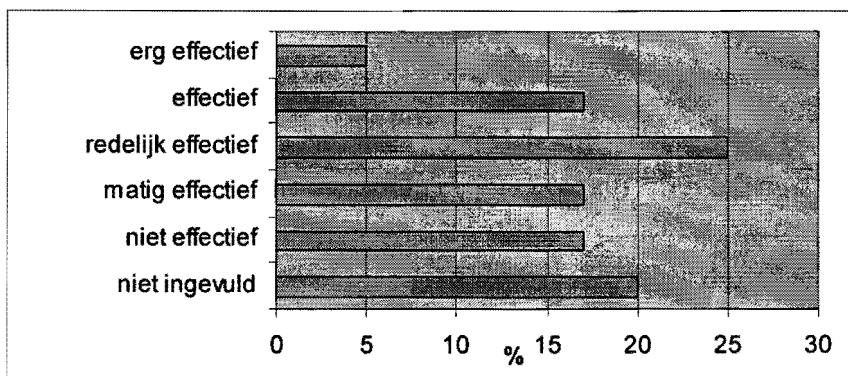 erg effectief
effectief
redelijk effectief
matig effectief
niet effectief
niet ingevuld
0 5 10 15 20 25 30
%